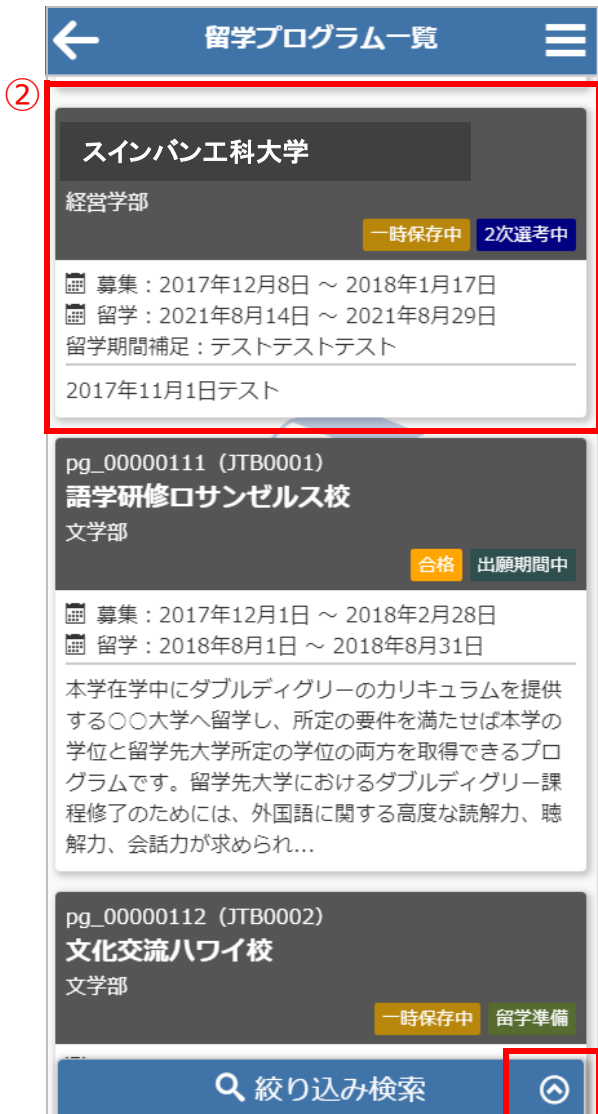 留学プログラム一覧
②
スインバン工科大学
経営学部
一時保存中 2次選考中
募集：2017年12月8日 ～ 2018年1月17日
留学：2021年8月14日 ～ 2021年8月29日
留学期間補足：テストテストテスト
2017年11月1日テスト
pg_00000111（JTB0001）
語学研修ロサンゼルス校
文学部
合格 出願期間中
募集：2017年12月1日 ～ 2018年2月28日
留学：2018年8月1日 ～ 2018年8月31日
本学在学中にダブルディグリーのカリキュラムを提供
する○○大学へ留学し、所定の要件を満たせば本学の
学位と留学先大学所定の学位の両方を取得できるプロ
グラムです。留学先大学におけるダブルディグリー課
程修了のためには、外国語に関する高度な読解力、聴
解力、会話力が求められ...
pg_00000112（JTB0002）
文化交流ハワイ校
文学部
一時保存中 留学準備
絞り込み検索